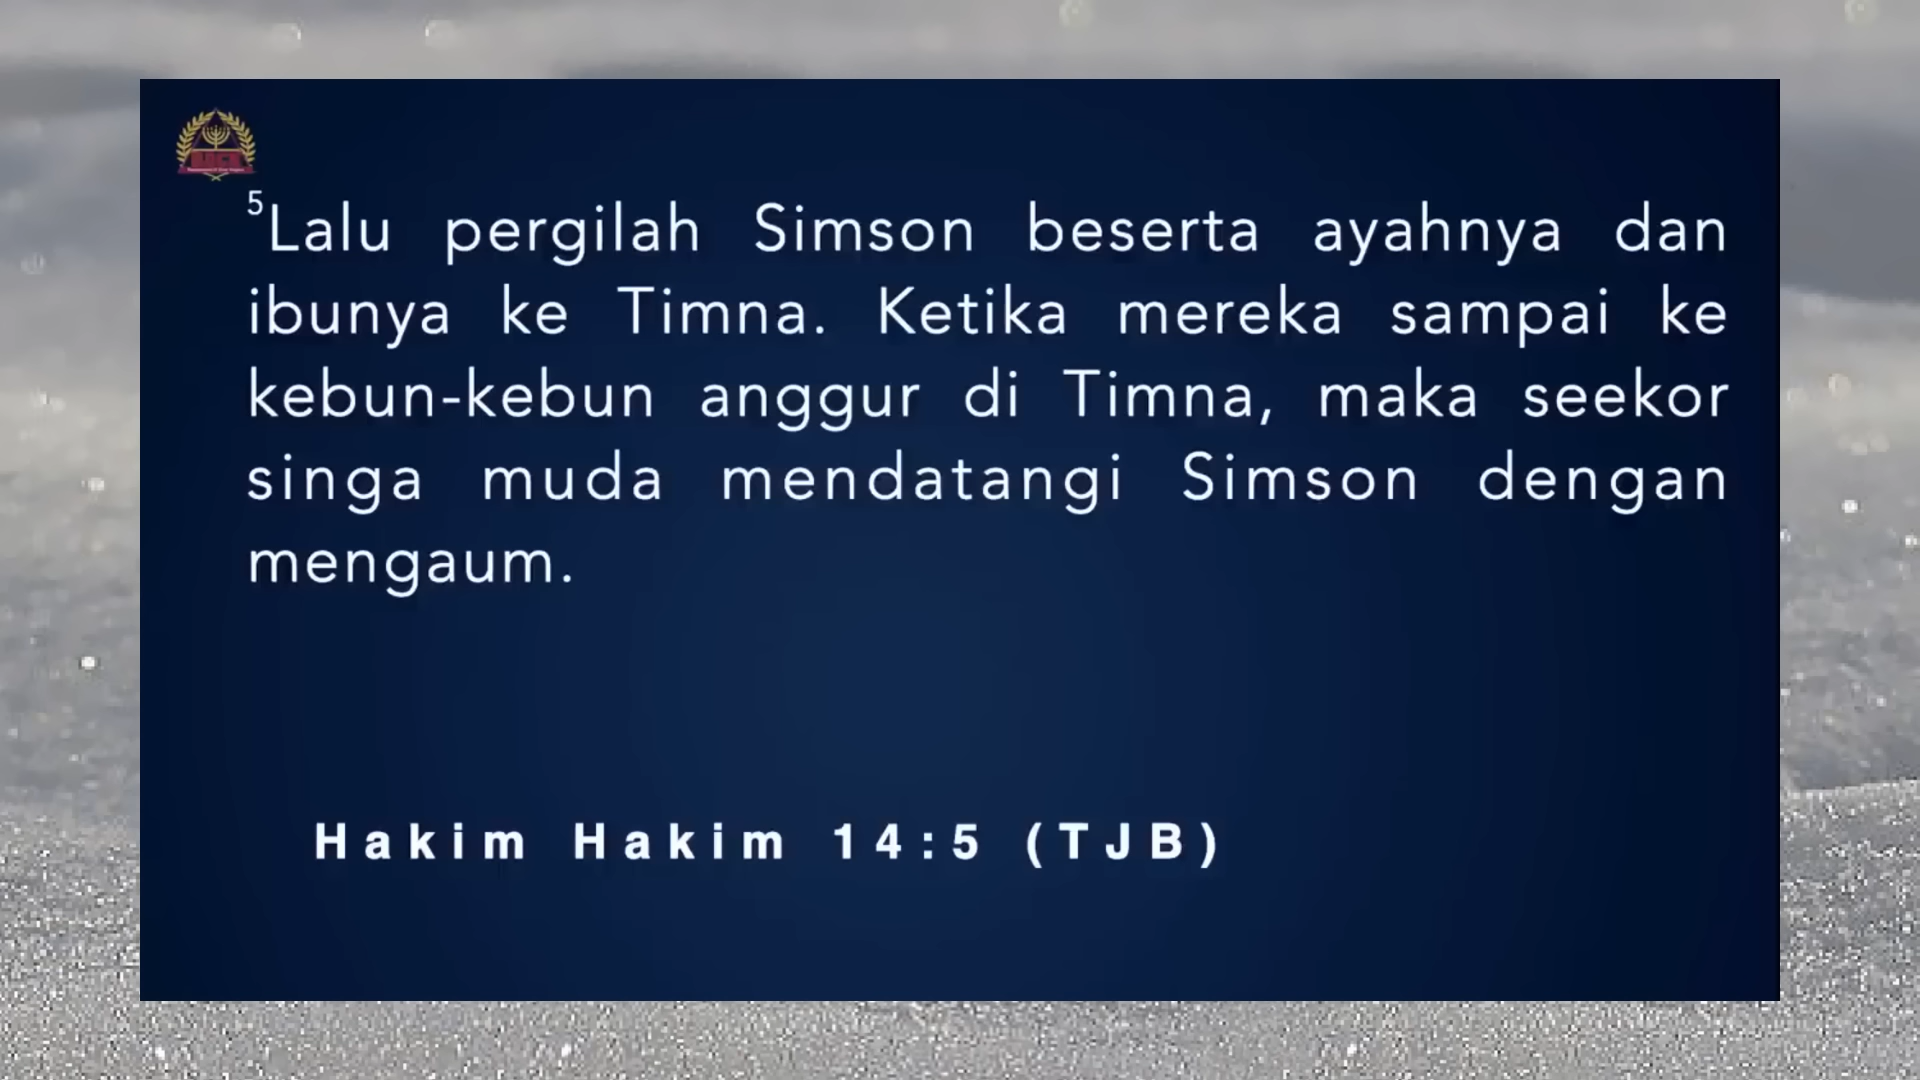 ⁵Lalu pergilah Simson beserta ayahnya dan
ibunya ke Timna. Ketika mereka sampai ke
kebun-kebun anggur di Timna, maka seekor
singa muda mendatangi Simson dengan
mengaum.
Hakim Hakim 14:5 (TJB)